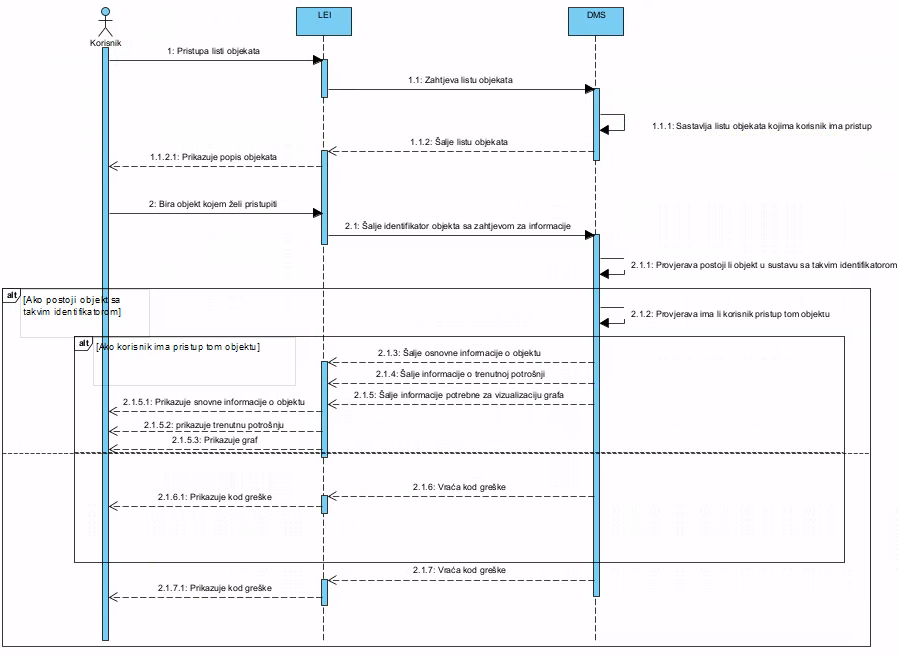 LEI
DMS
Korisnik
1: Pristupa listi objekata
1.1: Zahtjeva listu objekata
1.1.1: Sastavlja listu objekata kojima korisnik ima pristup
1.1.2: Šalje listu objekata
1.1.2.1: Prikazuje popis objekata
2: Bira objekt kojem želi pristupiti
2.1: Šalje identifikator objekta sa zahtjevom za informacije
2.1.1: Provjerava postoji li objekt u sustavu sa takvim identifikatorom
alt
[Ako postoji objekt sa
takvim identifikatorom]
2.1.2: Provjerava ima li korisnik pristup tom objektu
alt
[Ako korisnik ima pristup tom objektu]
2.1.3: Šalje osnovne informacije o objektu
2.1.4: Šalje informacije o trenutnoj potrošnji
2.1.5: Šalje informacije potrebne za vizualizaciju grafa
2.1.5.1: Prikazuje snovne informacije o objektu
2.1.5.2: prikazuje trenutnu potrošnju
2.1.5.3: Prikazuje graf
2.1.6: Vraća kod greške
2.1.6.1: Prikazuje kod greške
2.1.7: Vraća kod greške
2.1.7.1: Prikazuje kod greške